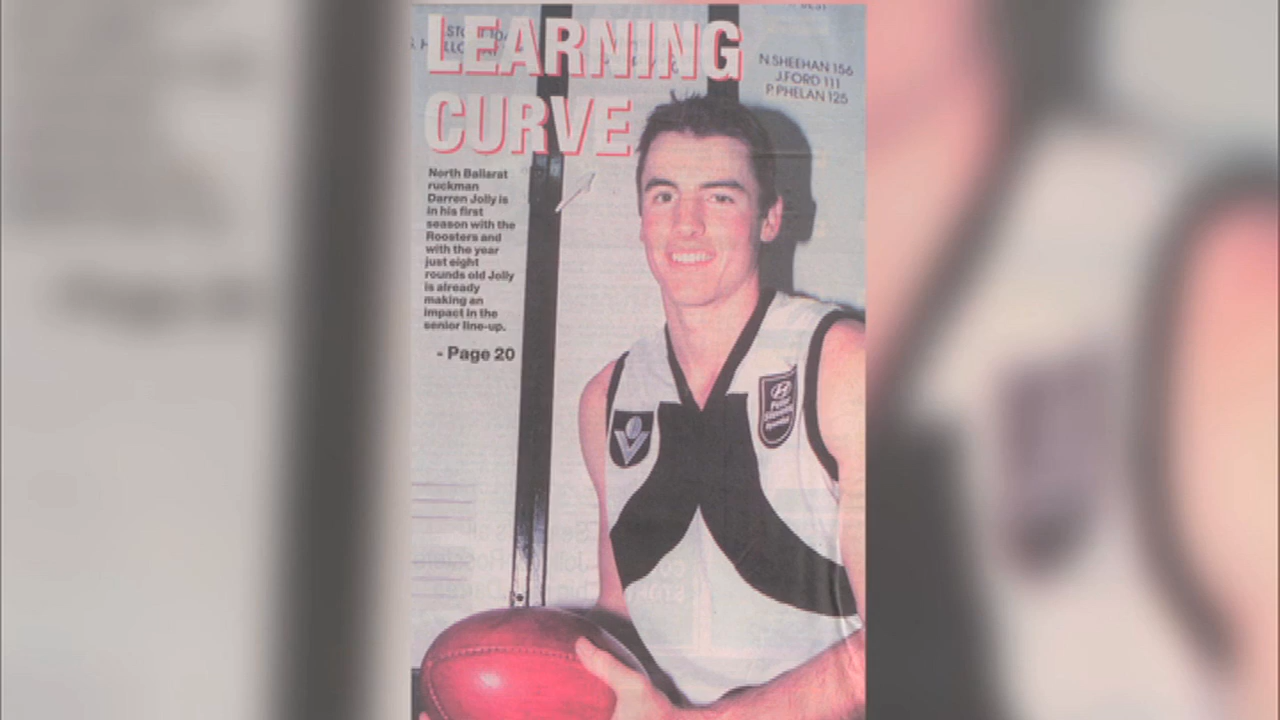 LEARNING
CURVE
N.SHEEHAN 156
J.FORD 111
P.PHELAN 125
North Ballarat
ruckman
Darren Jolly is
in his first
season with the
Roosters and
with the year
just eight
rounds old Jolly
is already
making an
impact in the
senior line-up.
- Page 20